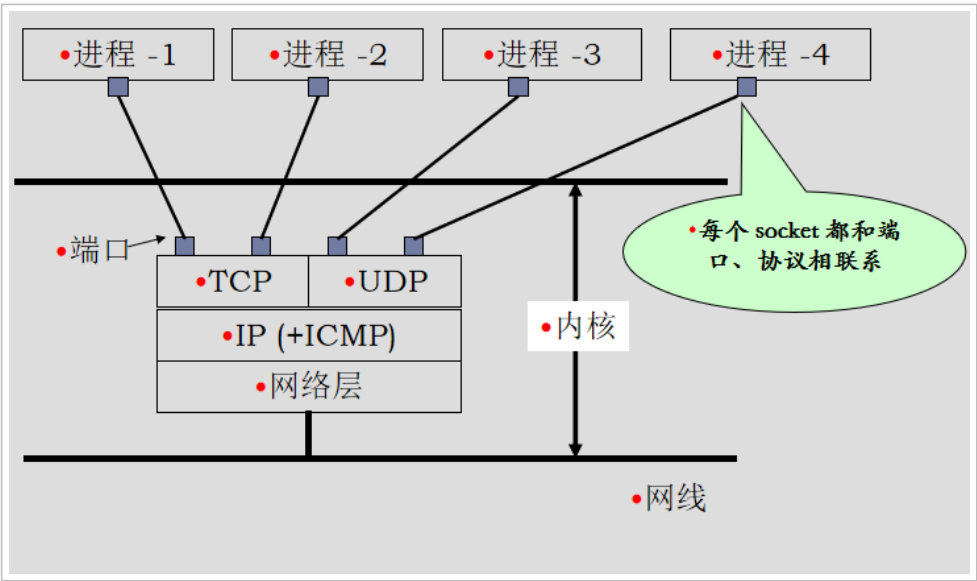 •进程 -1
•进程 -2
•进程 -3
•进程 -4
•每个 socket 都和端
口、协议相联系
•端口
•TCP
•UDP
•IP (+ICMP)
•内核
•网络层
•网线